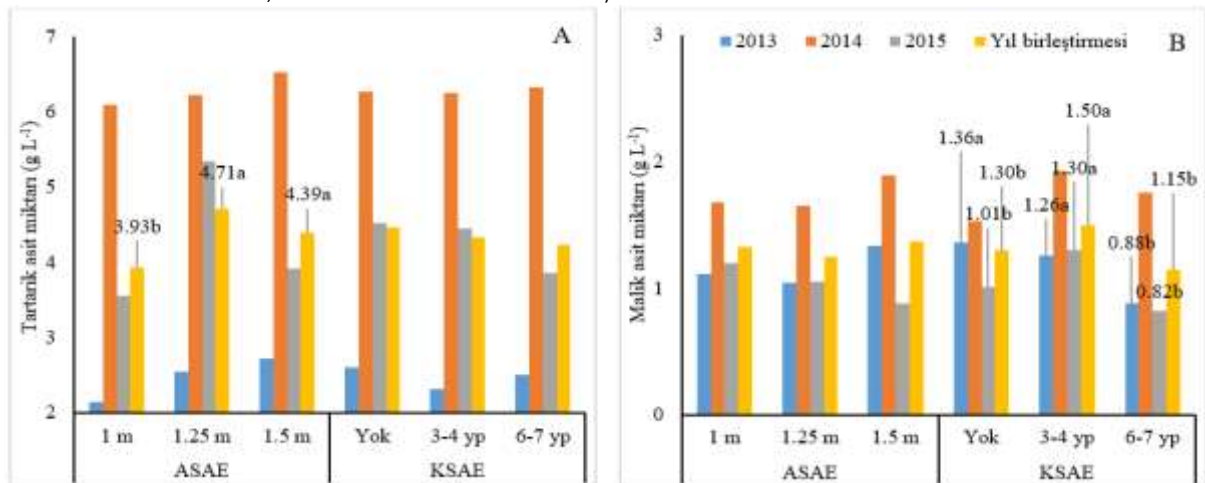 A
Tartarik asit miktarı (g L-1)
7
6
5
4
3
2
3.93b
4.71a
4.39a
1 m 1.25 m 1.5 m Yok 3-4 yp 6-7 yp
ASAE KSAE
2013 2014 2015 Yıl birleştirmesi B
Malik asit miktarı (g L-1)
3
2
1
0
1.36a
1.01b
1.30b
1.26a
1.30a
1.50a
0.88b
0.82b
1.15b
1 m 1.25 m 1.5 m Yok 3-4 yp 6-7 yp
ASAE KSAE